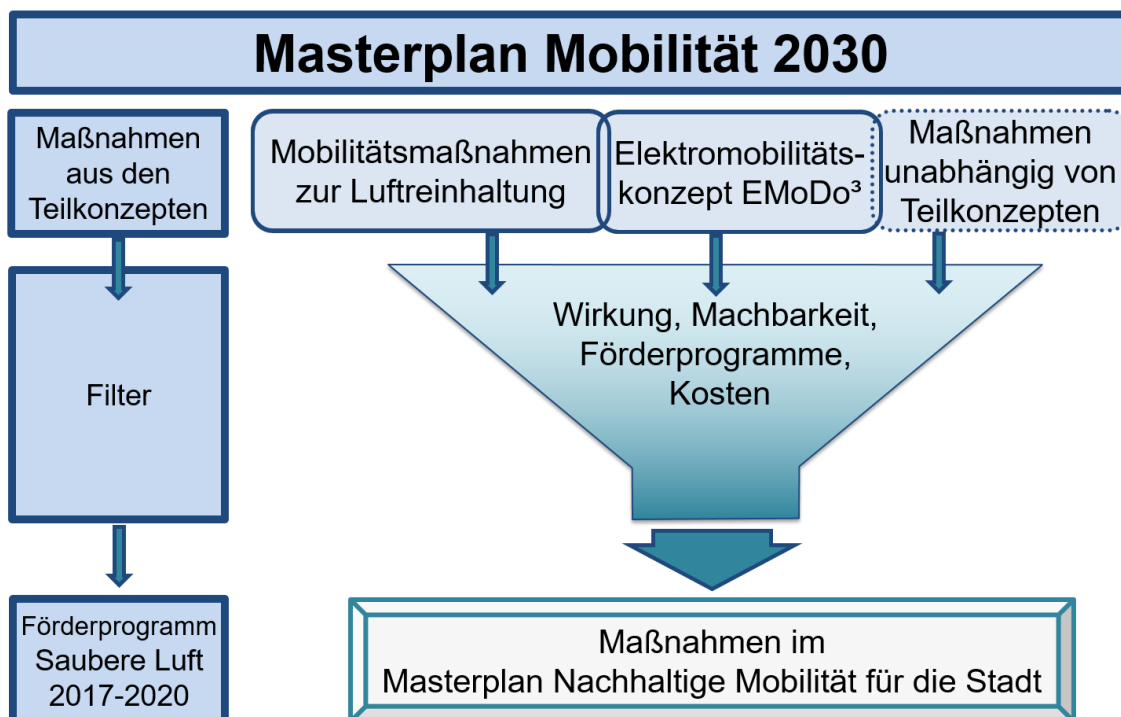 Masterplan Mobilität 2030
Maßnahmen
aus den
Teilkonzepten
Mobilitätsmaßnahmen
zur Luftreinhaltung
Elektromobilitäts-
konzept EMoDo³
Maßnahmen
unabhängig von
Teilkonzepten
Filter
Wirkung, Machbarkeit,
Förderprogramme,
Kosten
Förderprogramm
Saubere Luft
2017-2020
Maßnahmen im
Masterplan Nachhaltige Mobilität für die Stadt